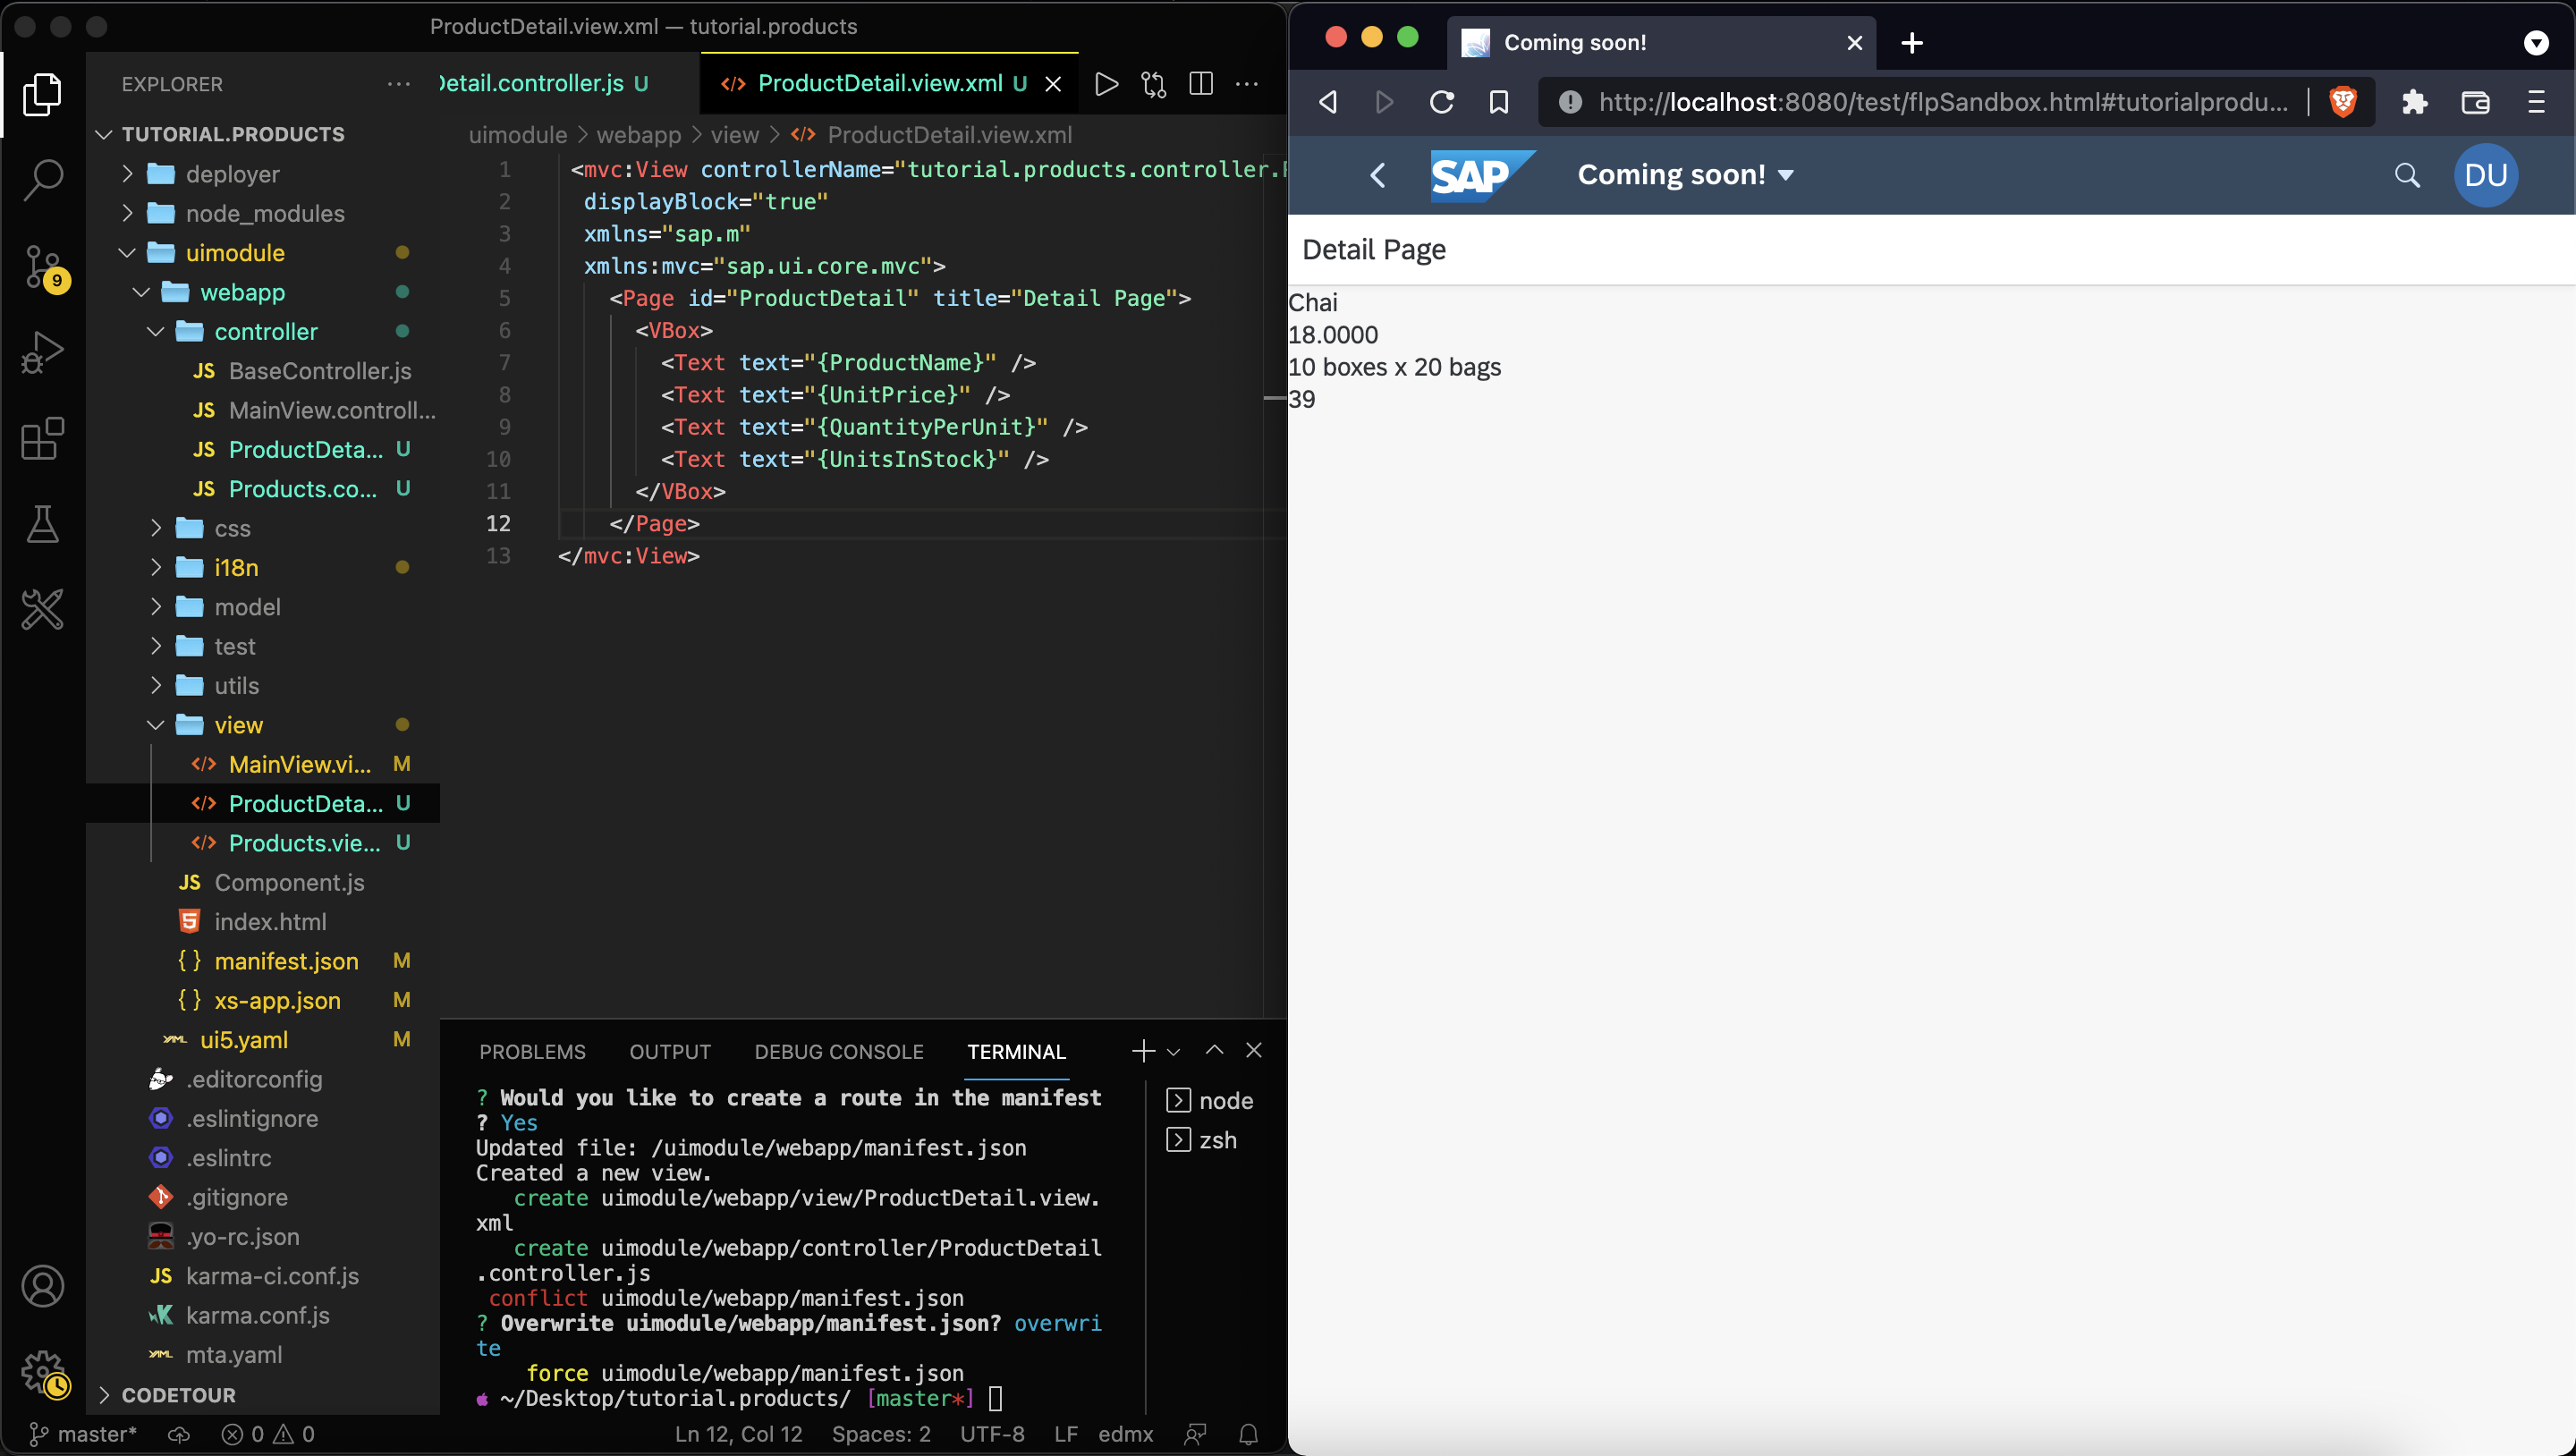 ProductDetail.view.xml — tutorial.products
EXPLORER
TUTORIAL.PRODUCTS
deployer
node_modules
uimodule
webapp
controller
JS BaseController.js
JS MainView.controll...
JS ProductDeta... U
JS Products.co... U
css
i18n
model
test
utils
view
</> MainView.vi... M
</> ProductDeta... U
</> Products.vie... U
JS Component.js
index.html
{ } manifest.json M
{ } xs-app.json M
YAML ui5.yaml M
.editorconfig
.eslintignore
.eslintrc
.gitignore
.yo-rc.json
JS karma-ci.conf.js
karma.conf.js
YAML mta.yaml
CODETOUR
9
Detail.controller.js U
</> ProductDetail.view.xml U
uimodule > webapp > view > </> ProductDetail.view.xml
1 <mvc:View controllerName="tutorial.products.controller.
2 displayBlock="true"
3 xmlns="sap.m"
4 xmlns:mvc="sap.ui.core.mvc">
5 <Page id="ProductDetail" title="Detail Page">
6 <VBox>
7 <Text text="{ProductName}" />
8 <Text text="{UnitPrice}" />
9 <Text text="{QuantityPerUnit}" />
10 <Text text="{UnitsInStock}" />
11 </VBox>
12 </Page>
13 </mvc:View>
PROBLEMS OUTPUT DEBUG CONSOLE TERMINAL
? Would you like to create a route in the manifest
? Yes
Updated file: /uimodule/webapp/manifest.json
Created a new view.
create uimodule/webapp/view/ProductDetail.view.
xml
create uimodule/webapp/controller/ProductDetail
.controller.js
conflict uimodule/webapp/manifest.json
? Overwrite uimodule/webapp/manifest.json? overwri
te
force uimodule/webapp/manifest.json
~/Desktop/tutorial.products/ [master*]
node
zsh
master* 0 0 Ln 12, Col 12 Spaces: 2 UTF-8 LF edmx
Coming soon!
http://localhost:8080/test/flpSandbox.html#tutorialprodu...
SAP Coming soon! DU
Detail Page
Chai
18.0000
10 boxes x 20 bags
39